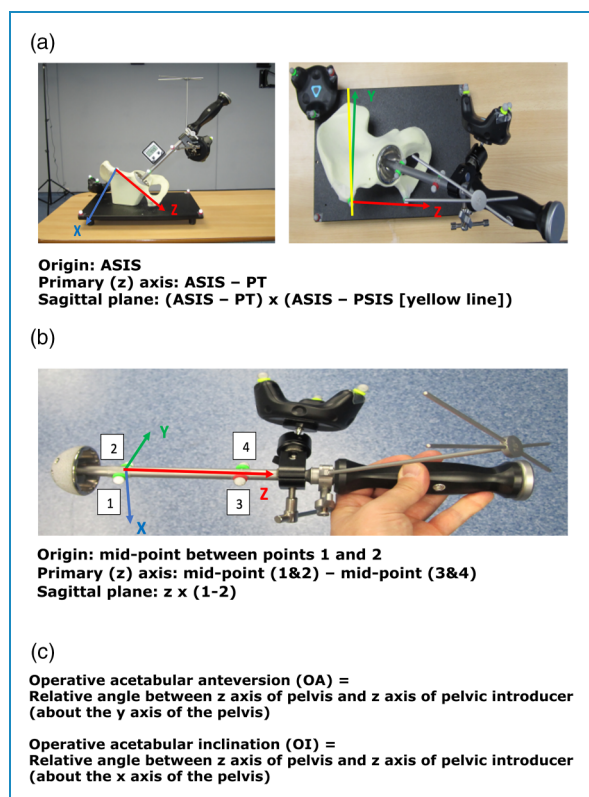 (a)
Y
Z
X
Z
Origin: ASIS
Primary (z) axis: ASIS – PT
Sagittal plane: (ASIS – PT) x (ASIS – PSIS [yellow line])
(b)
2
Y
4
1
X
Z
3
Origin: mid-point between points 1 and 2
Primary (z) axis: mid-point (1&2) – mid-point (3&4)
Sagittal plane: z x (1-2)
(c)
Operative acetabular anteversion (OA) =
Relative angle between z axis of pelvis and z axis of pelvic introducer
(about the y axis of the pelvis)
Operative acetabular inclination (OI) =
Relative angle between z axis of pelvis and z axis of pelvic introducer
(about the x axis of the pelvis)